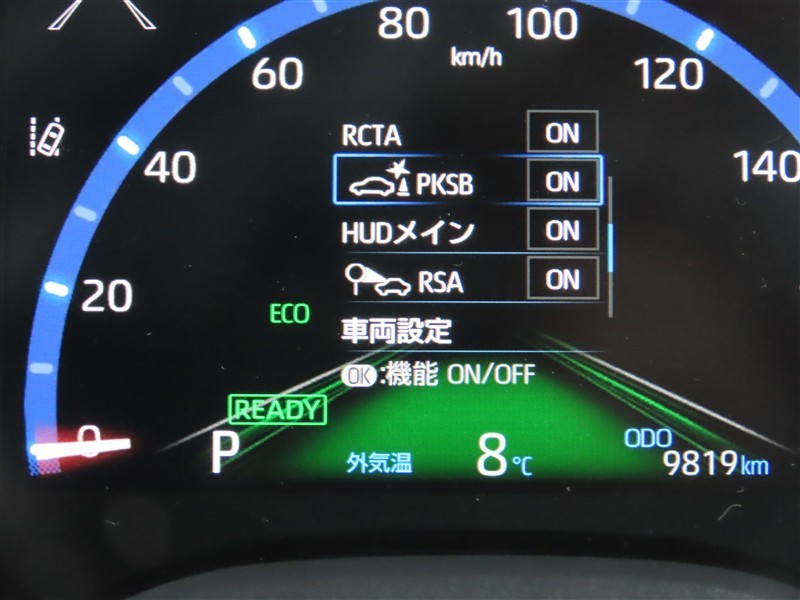 80
100
km/h
60
120
RCTA ON
40
140
PKSB ON
HUDメイン ON
RSA ON
20
ECO
車両設定
OK:機能 ON/OFF
READY
0
P
外気温 8℃
ODO
9819km